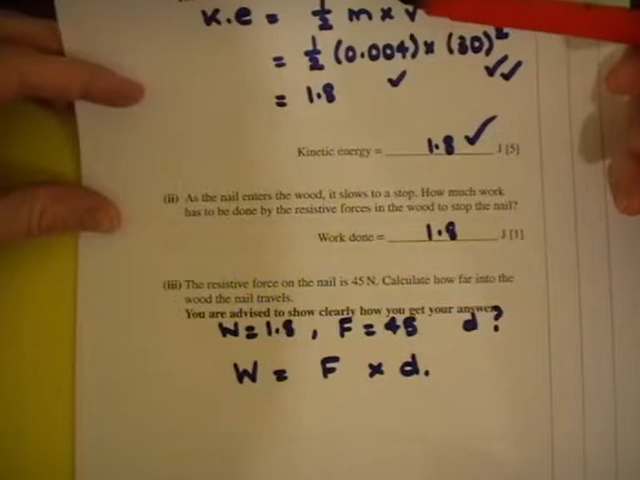 K.E = ½ m × v
= ½ (0.004) × (30)²
= 1.8
Kinetic energy = 1.8 J [5]
(ii) As the nail enters the wood, it slows to a stop. How much work
has to be done by the resistive forces in the wood to stop the nail?
Work done = 1.8 J [1]
(iii) The resistive force on the nail is 45 N. Calculate how far into the
wood the nail travels.
You are advised to show clearly how you get your answer.
W = 1.8 , F = 45 d ?
W = F × d.